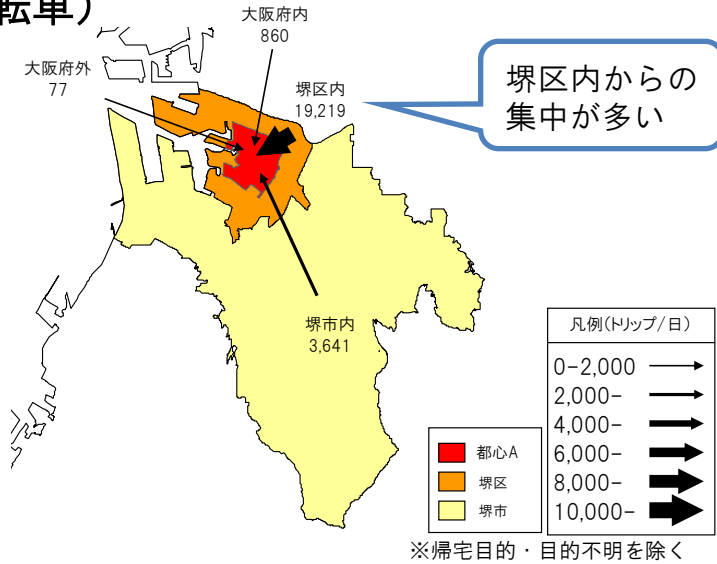 転車）
大阪府内
860
大阪府外
77
堺区内
19,219
堺区内からの
集中が多い
堺市内
3,641
都心A
堺区
堺市
凡例(トリップ/日)
0-2,000
2,000-
4,000-
6,000-
8,000-
10,000-
※帰宅目的・目的不明を除く